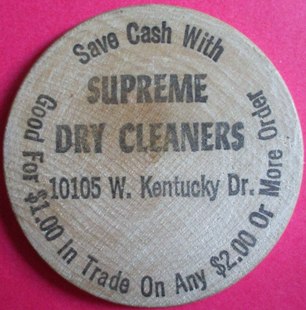 Save Cash With
SUPREME
DRY CLEANERS
10105 W. Kentucky Dr.
Good For $1.00 In Trade On Any $2.00 Or More Order